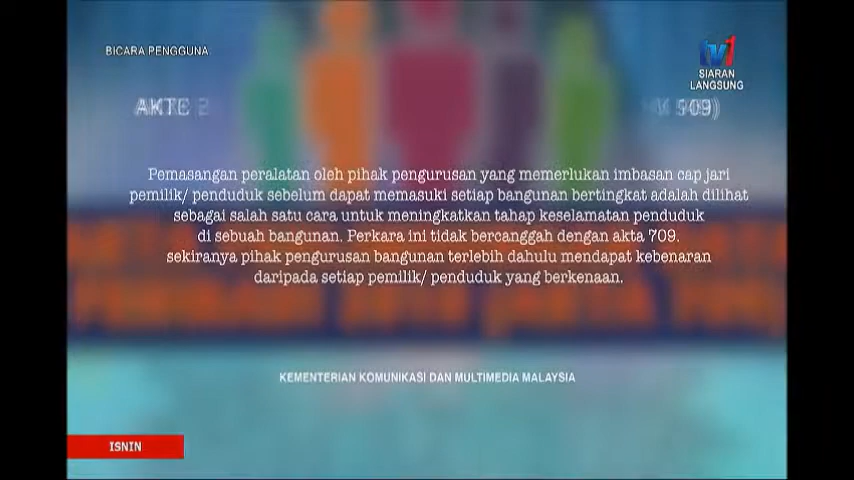 BICARA PENGGUNA
tv1
SIARAN
LANGSUNG
Pemasangan peralatan oleh pihak pengurusan yang memerlukan imbasan cap jari
pemilik/ penduduk sebelum dapat memasuki setiap bangunan bertingkat adalah dilihat
sebagai salah satu cara untuk meningkatkan tahap keselamatan penduduk
di sebuah bangunan. Perkara ini tidak bercanggah dengan akta 709.
sekiranya pihak pengurusan bangunan terlebih dahulu mendapat kebenaran
daripada setiap pemilik/ penduduk yang berkenaan.
KEMENTERIAN KOMUNIKASI DAN MULTIMEDIA MALAYSIA
ISNIN